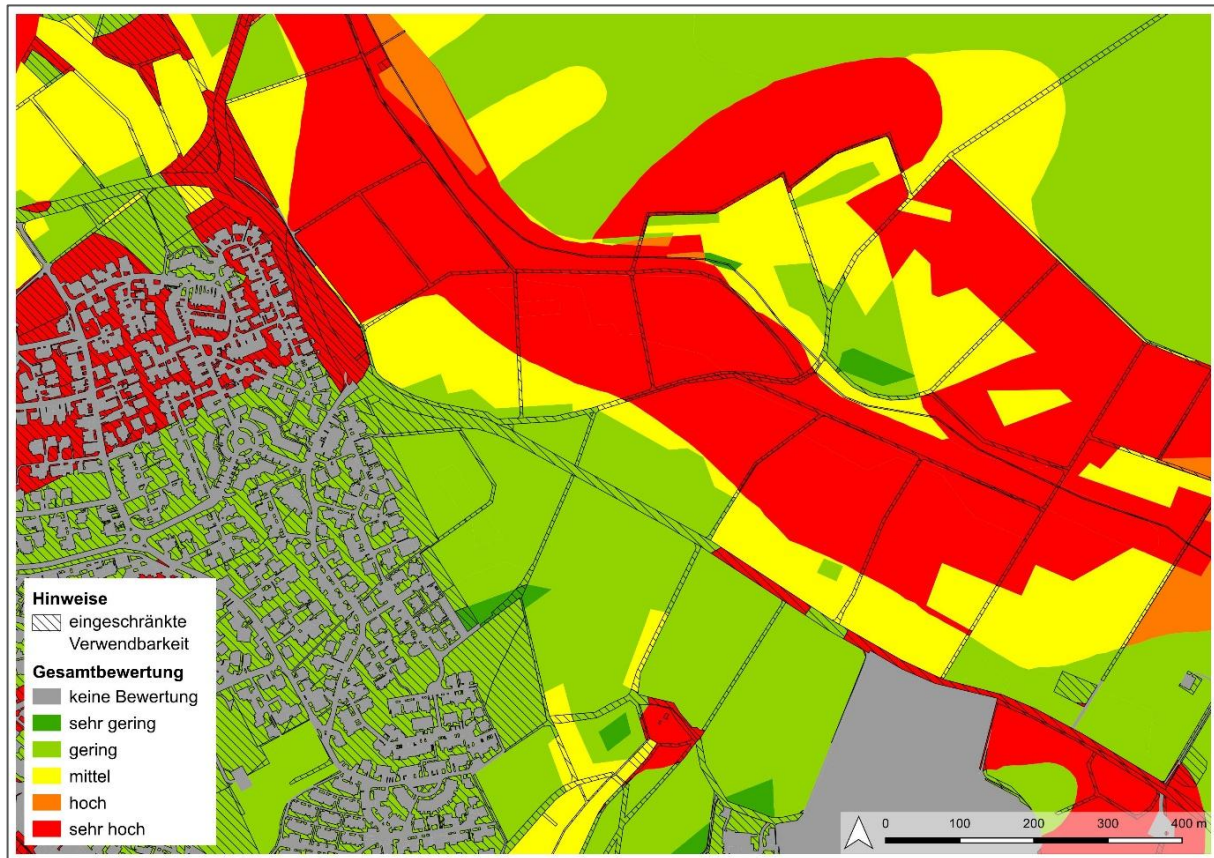 Hinweise
eingeschränkte
Verwendbarkeit
Gesamtbewertung
keine Bewertung
sehr gering
gering
mittel
hoch
sehr hoch
0 100 200 300 400 m